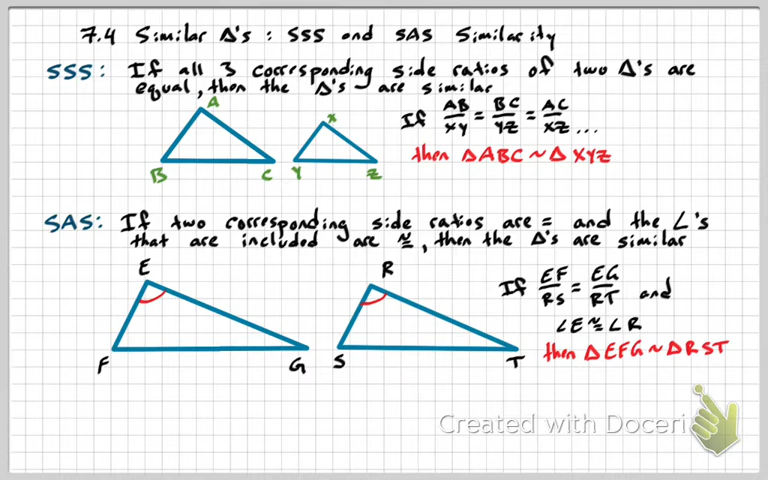 7.4 Similar Δ's : SSS and SAS Similarity
SSS: If all 3 corresponding side ratios of two Δ's are
equal, then the Δ's are similar
A
B
C
X
Y
Z
If AB/XY = BC/YZ = AC/XZ ...
then ΔABC ~ Δ XYZ
SAS: If two corresponding side ratios are = and the ∠'s
that are included are ≅, then the Δ's are similar
E
F
G
R
S
T
If EF/RS = EG/RT and
∠E ≅ ∠R
then ΔEFG ~ ΔRST
Created with Doceri